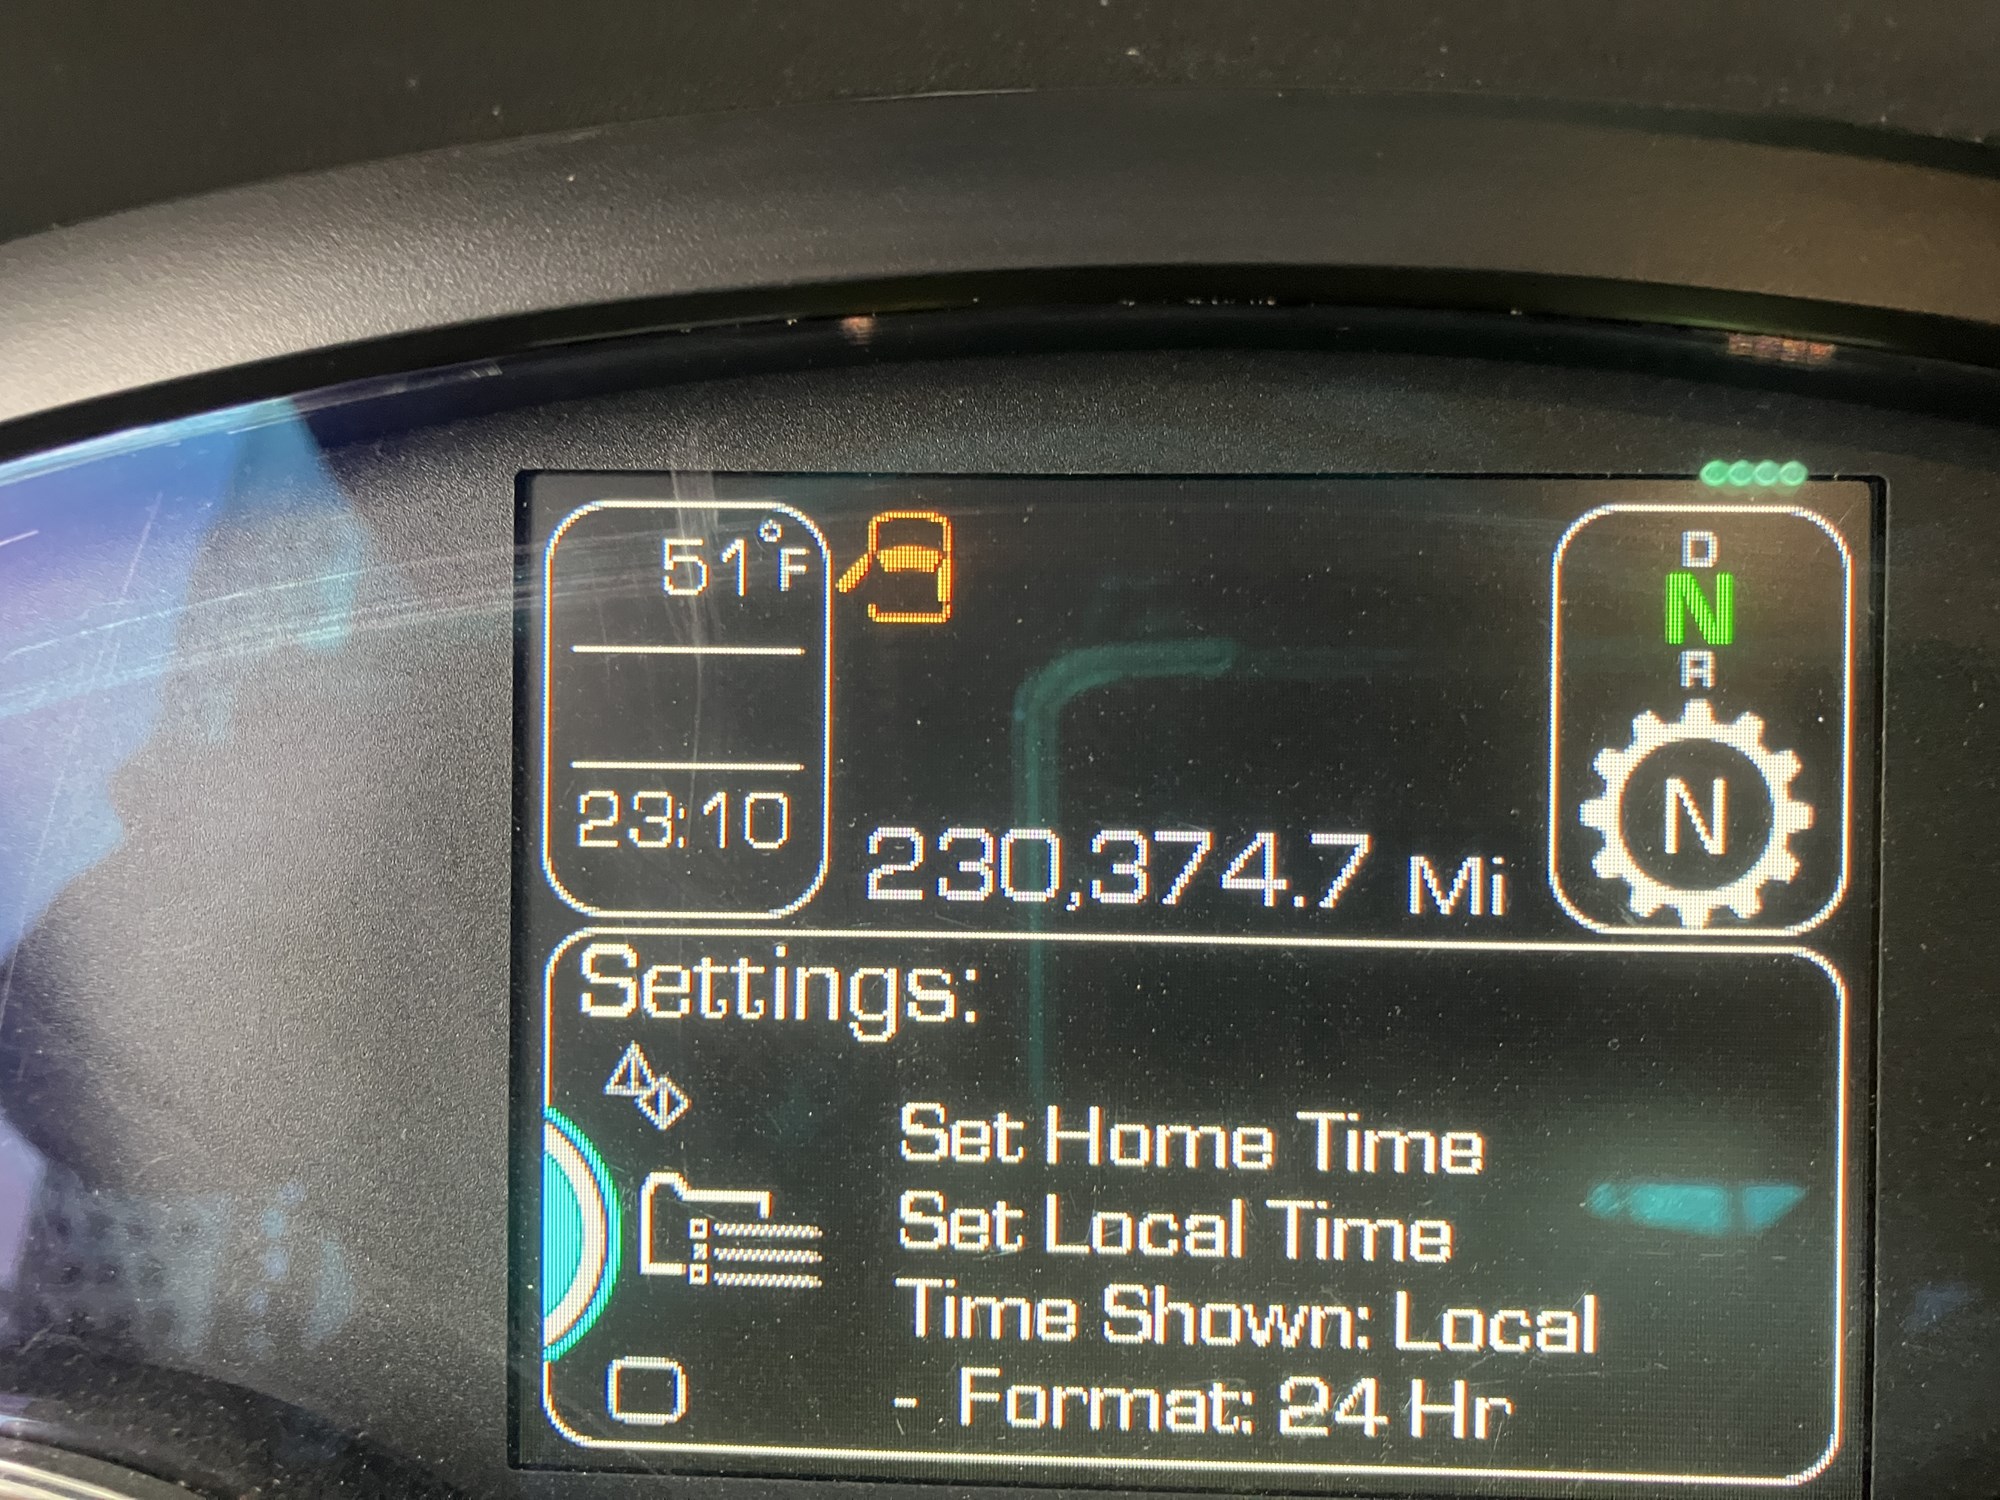 51°F
23:10
230,374.7 Mi
D
N
R
N
Settings:
Set Home Time
Set Local Time
Time Shown: Local
- Format: 24 Hr